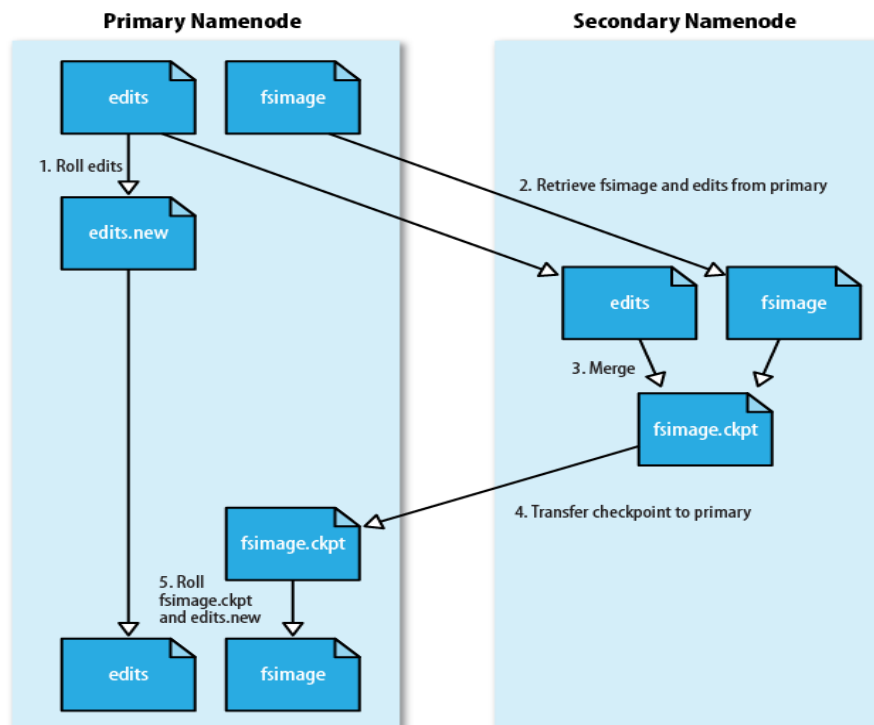 Primary Namenode
Secondary Namenode
edits
fsimage
1. Roll edits
2. Retrieve fsimage and edits from primary
edits.new
edits
fsimage
3. Merge
fsimage.ckpt
4. Transfer checkpoint to primary
fsimage.ckpt
5. Roll
fsimage.ckpt
and edits.new
edits
fsimage